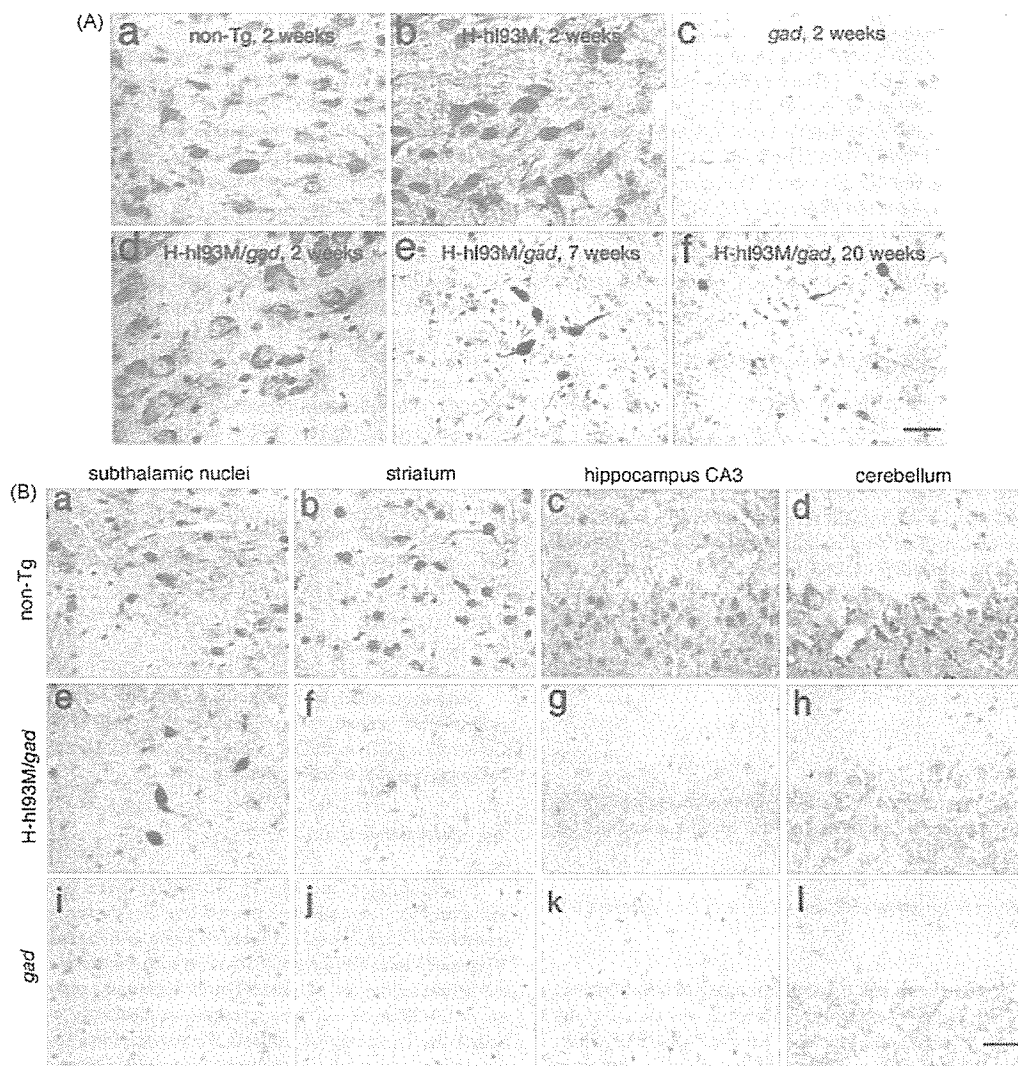 (A)
a non-Tg, 2 weeks
b H-hI93M, 2 weeks
c gad, 2 weeks
d H-hI93M/gad, 2 weeks
e H-hI93M/gad, 7 weeks
f H-hI93M/gad, 20 weeks
(B)
subthalamic nuclei striatum hippocampus CA3 cerebellum
non-Tg
a b c d
H-hI93M/gad
e f g h
gad
i j k l